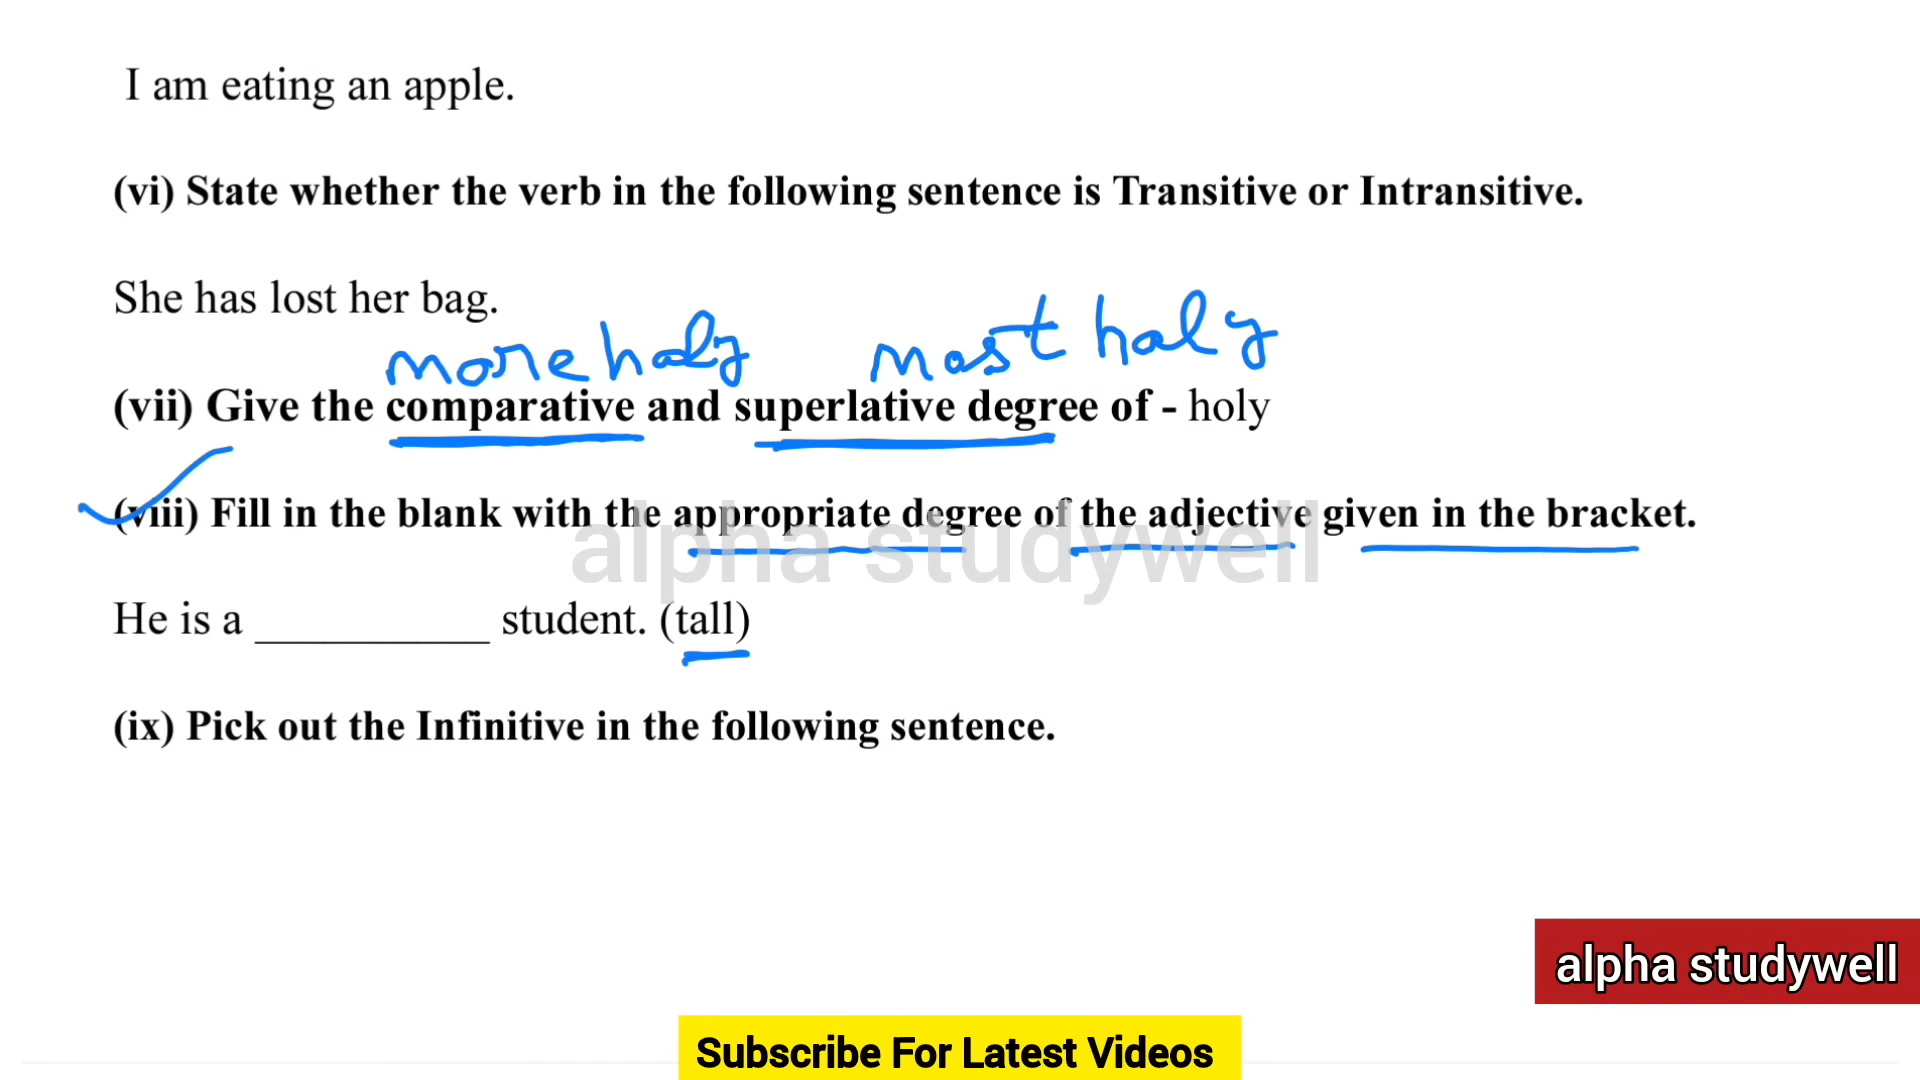 I am eating an apple.
(vi) State whether the verb in the following sentence is Transitive or Intransitive.
She has lost her bag.
more holy most holy
(vii) Give the comparative and superlative degree of - holy
(viii) Fill in the blank with the appropriate degree of the adjective given in the bracket.
alpha studywell
He is a __________ student. (tall)
(ix) Pick out the Infinitive in the following sentence.
alpha studywell
Subscribe For Latest Videos